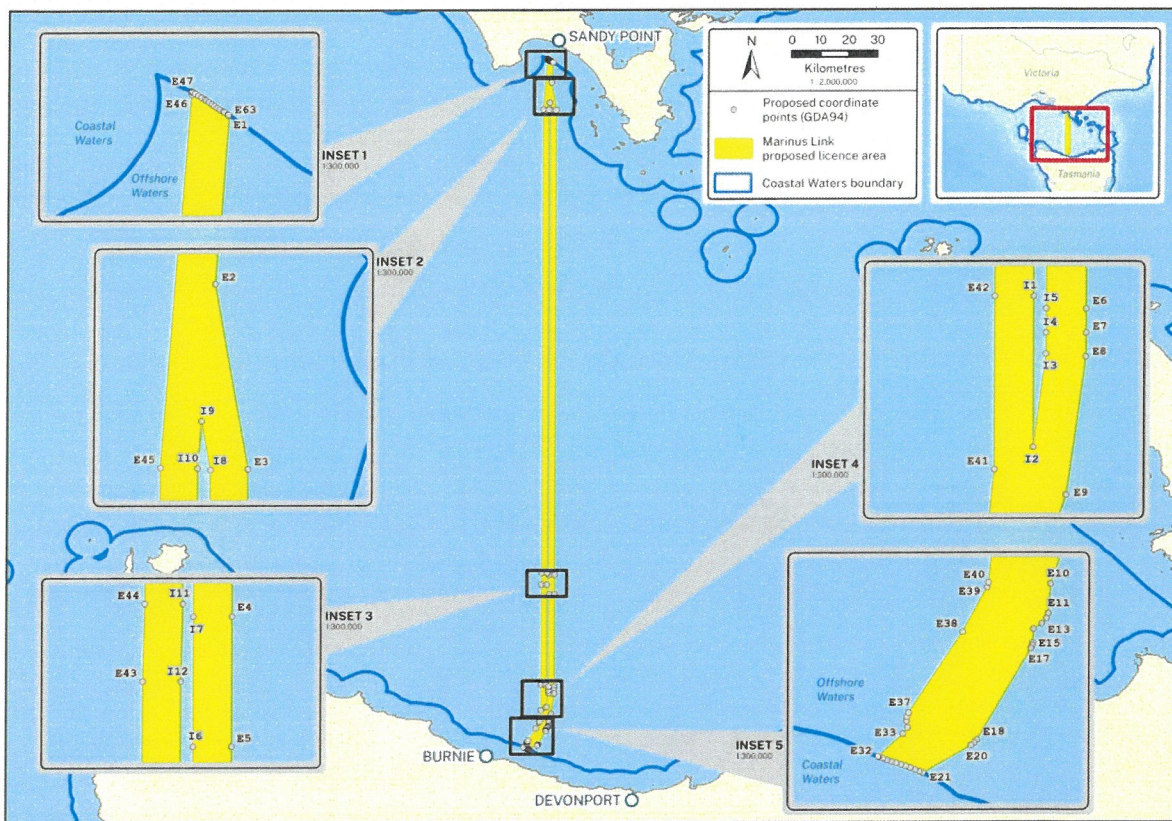 SANDY POINT
N
0 10 20 30
Kilometres
1:2,000,000
Proposed coordinate
points (GDA94)
Marinus Link
proposed licence area
Coastal Waters boundary
Victoria
Tasmania
E47
E46
E63
E1
Coastal
Waters
Offshore
Waters
INSET 1
1:300,000
E2
I9
E45
I10
I8
E3
INSET 2
1:300,000
E42
I1
I5
E6
I4
E7
I3
E8
I2
E41
E9
INSET 4
1:300,000
E44
I11
E4
I7
E43
I12
I6
E5
INSET 3
1:300,000
E40
E10
E39
E11
E38
E13
E15
E17
Offshore
Waters
E37
E33
E18
E32
E20
Coastal
Waters
E21
INSET 5
1:300,000
BURNIE
DEVONPORT